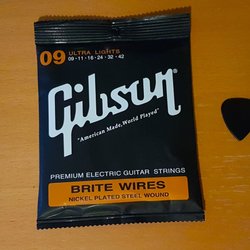 09 ULTRA LIGHTS
09·11·16·24·32·42
Gibson
"American Made, World Played"
PREMIUM ELECTRIC GUITAR STRINGS
BRITE WIRES
NICKEL PLATED STEEL WOUND